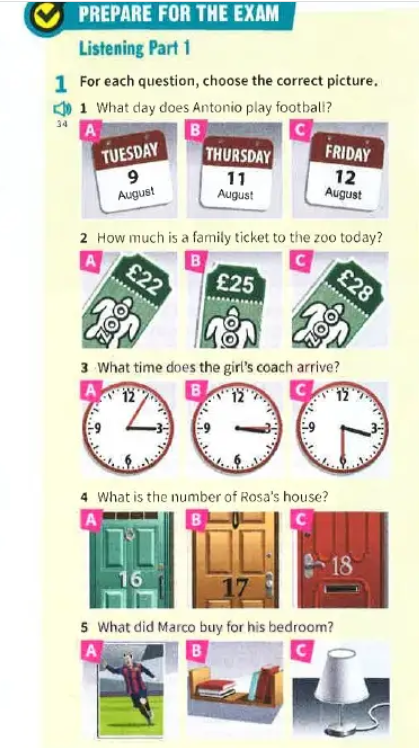 PREPARE FOR THE EXAM
Listening Part 1
1 For each question, choose the correct picture.
34
1 What day does Antonio play football?
A B C
TUESDAY THURSDAY FRIDAY
9 11 12
August August August
2 How much is a family ticket to the zoo today?
A B C
£22 £25 £28
ZOO ZOO
3 What time does the girl's coach arrive?
A B C
12 12 12
9 3 9 3 9 3
6 6 6
4 What is the number of Rosa's house?
A B C
16 17 18
5 What did Marco buy for his bedroom?
A B C